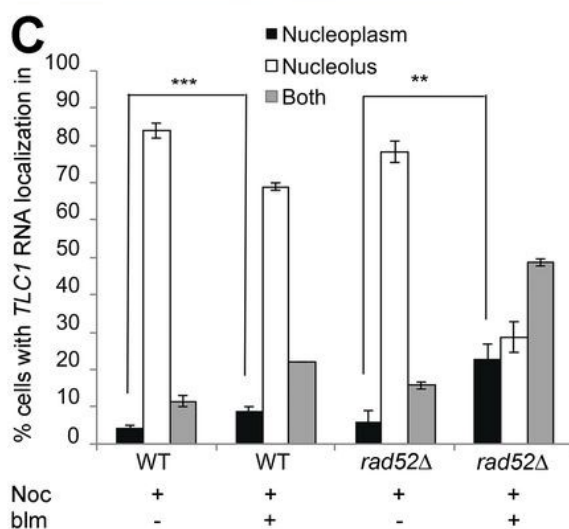 C
Nucleoplasm
Nucleolus
Both
% cells with TLC1 RNA localization in
100
90
80
70
60
50
40
30
20
10
0
***
**
WT WT rad52Δ rad52Δ
Noc + + + +
blm - + - +